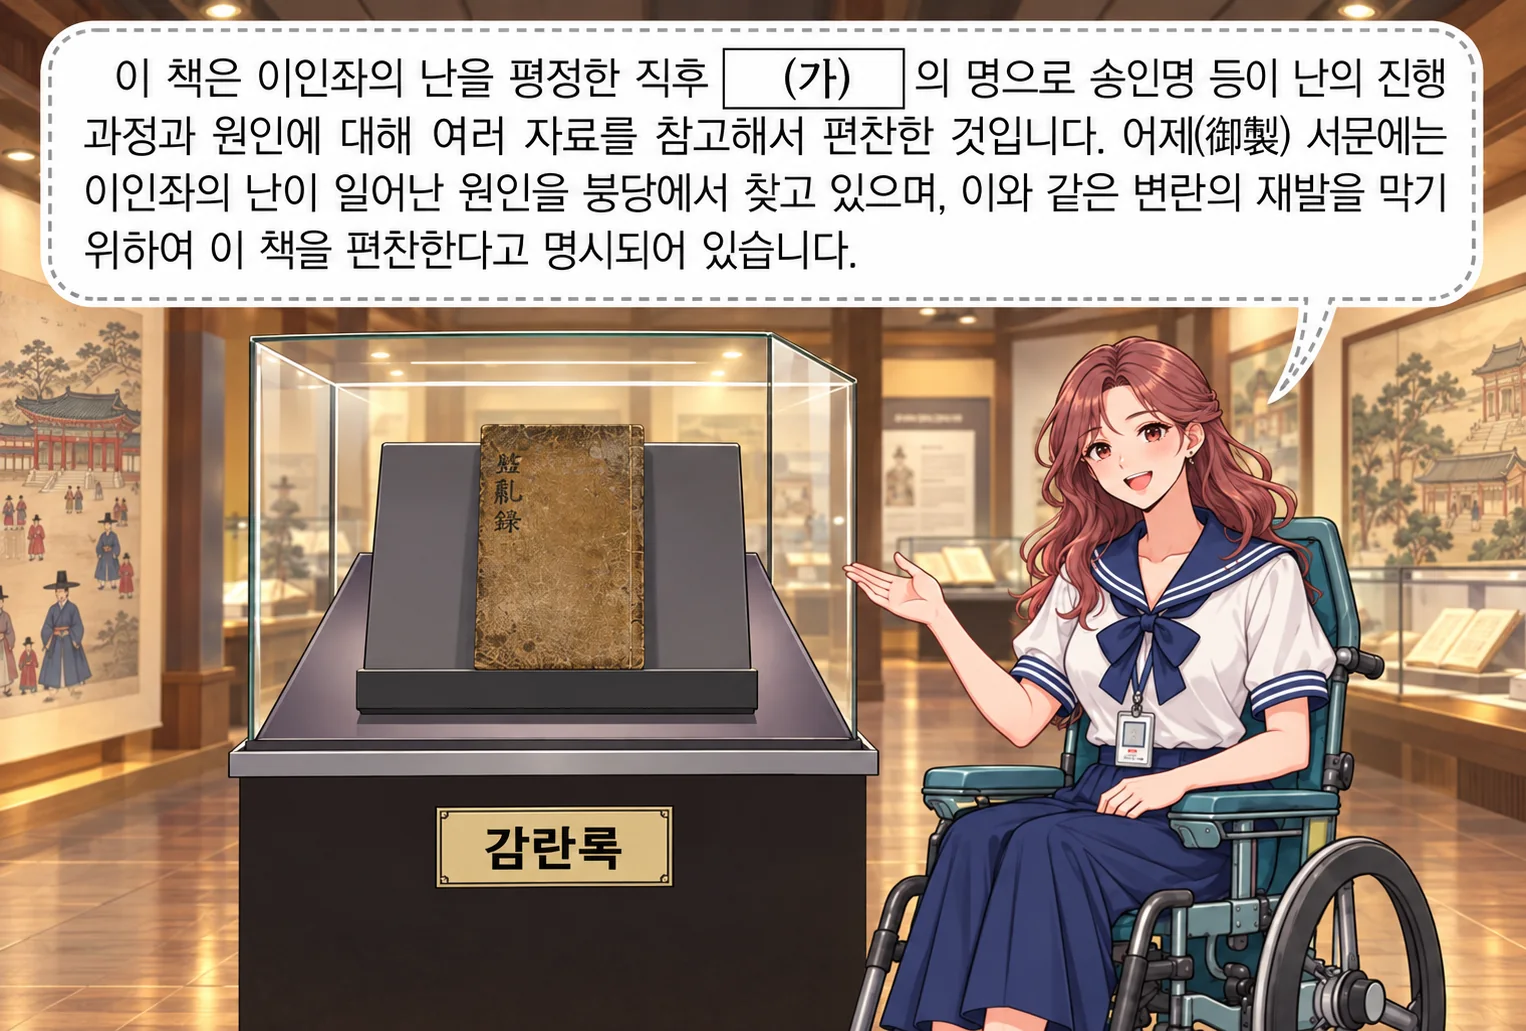 이 책은 이인좌의 난을 평정한 직후 (가) 의 명으로 송인명 등이 난의 진행
과정과 원인에 대해 여러 자료를 참고해서 편찬한 것입니다. 어제(御製) 서문에는
이인좌의 난이 일어난 원인을 붕당에서 찾고 있으며, 이와 같은 변란의 재발을 막기
위하여 이 책을 편찬한다고 명시되어 있습니다.
감란록